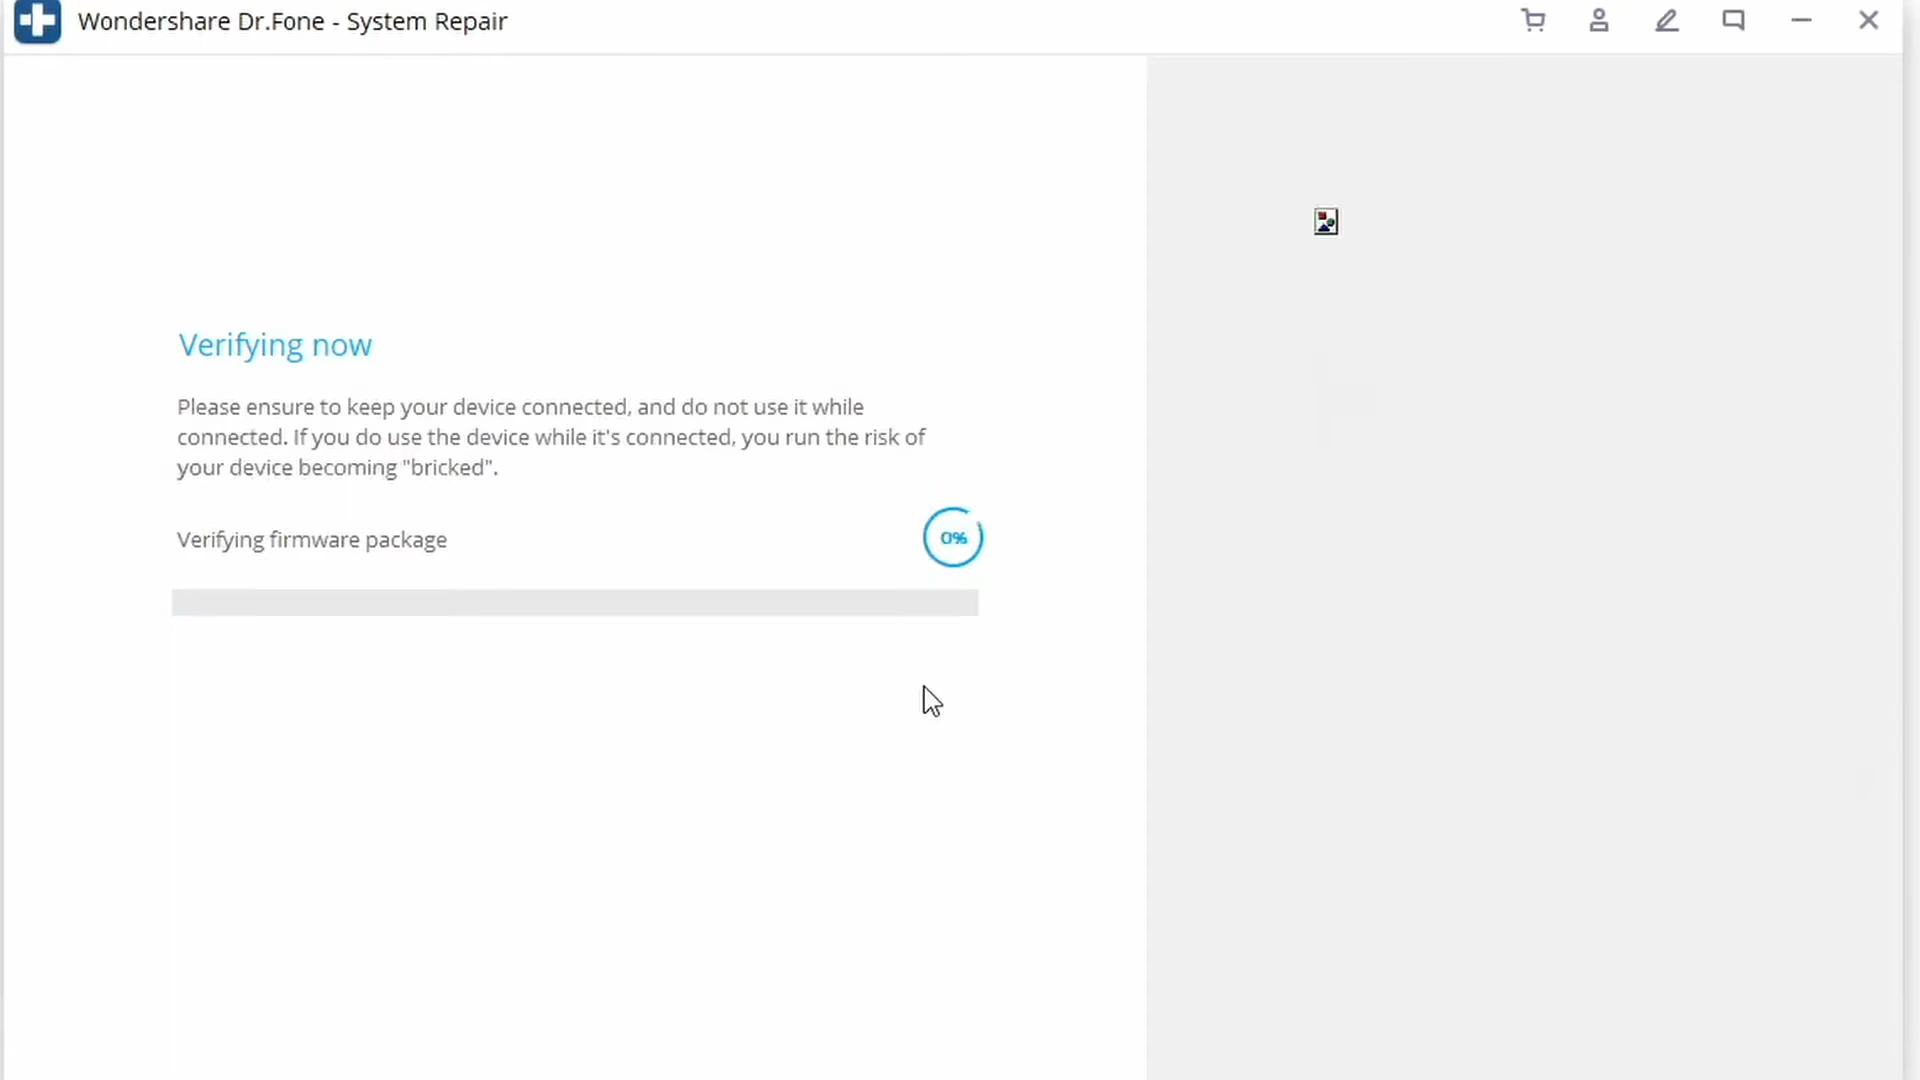 Wondershare Dr.Fone - System Repair
Verifying now
Please ensure to keep your device connected, and do not use it while
connected. If you do use the device while it's connected, you run the risk of
your device becoming "bricked".
Verifying firmware package
0%